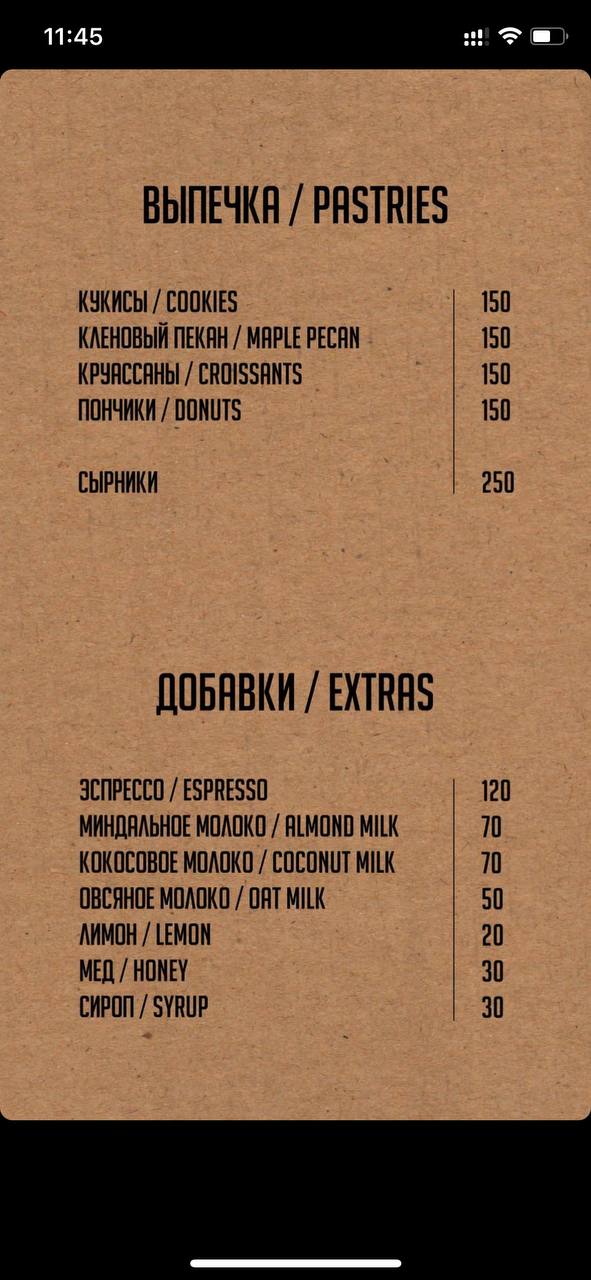 11:45
ВЫПЕЧКА / PASTRIES
КУКИСЫ / COOKIES 150
КЛЕНОВЫЙ ПЕКАН / MAPLE PECAN 150
КРУАССАНЫ / CROISSANTS 150
ПОНЧИКИ / DONUTS 150
СЫРНИКИ 250
ДОБАВКИ / EXTRAS
ЭСПРЕССО / ESPRESSO 120
МИНДАЛЬНОЕ МОЛОКО / ALMOND MILK 70
КОКОСОВОЕ МОЛОКО / COCONUT MILK 70
ОВСЯНОЕ МОЛОКО / OAT MILK 50
ЛИМОН / LEMON 20
МЕД / HONEY 30
СИРОП / SYRUP 30